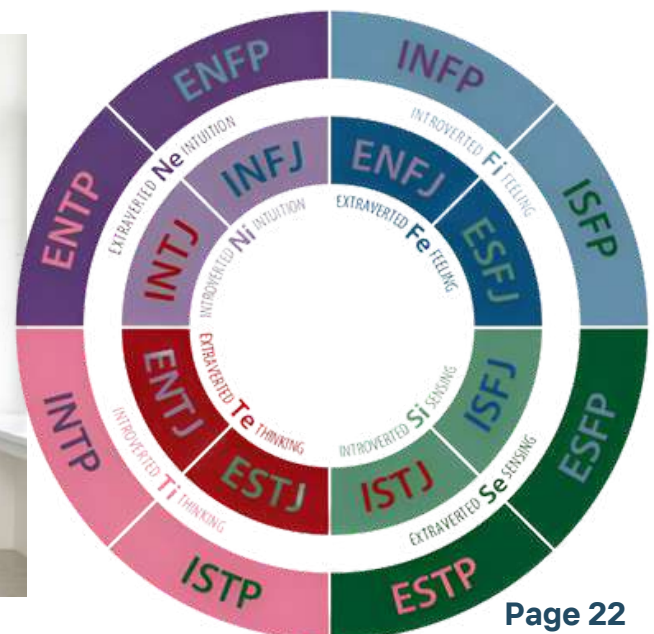 ENFP
INFP
ISFP
ESFP
ESTP
ISTP
INTP
ENTP
EXTRAVERTED Ne INTUITION
INTROVERTED Fi FEELING
EXTRAVERTED Se SENSING
INTROVERTED Ti THINKING
INFJ
ENFJ
ESFJ
ISFJ
ISTJ
ESTJ
ENTJ
INTJ
INTROVERTED Ni INTUITION
EXTRAVERTED Fe FEELING
INTROVERTED Si SENSING
EXTRAVERTED Te THINKING
Page 22